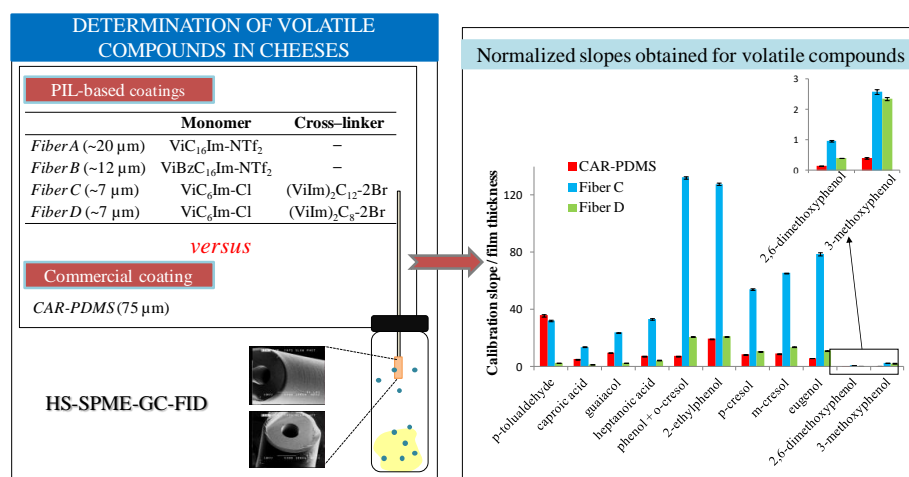 DETERMINATION OF VOLATILE
COMPOUNDS IN CHEESES
PIL-based coatings
Monomer Cross–linker
Fiber A (~20 µm) ViC16Im-NTf2 –
Fiber B (~12 µm) ViBzC16Im-NTf2 –
Fiber C (~7 µm) ViC6Im-Cl (ViIm)2C12-2Br
Fiber D (~7 µm) ViC6Im-Cl (ViIm)2C8-2Br
versus
Commercial coating
CAR-PDMS (75 µm)
HS-SPME-GC-FID
Normalized slopes obtained for volatile compounds
3
2
1
0
2,6-dimethoxyphenol
3-methoxyphenol
CAR-PDMS
Fiber C
Fiber D
Calibration slope / film thickness
120
80
40
0
p-tolualdehyde
caproic acid
guaiacol
heptanoic acid
phenol + o-cresol
2-ethylphenol
p-cresol
m-cresol
eugenol
2,6-dimethoxyphenol
3-methoxyphenol